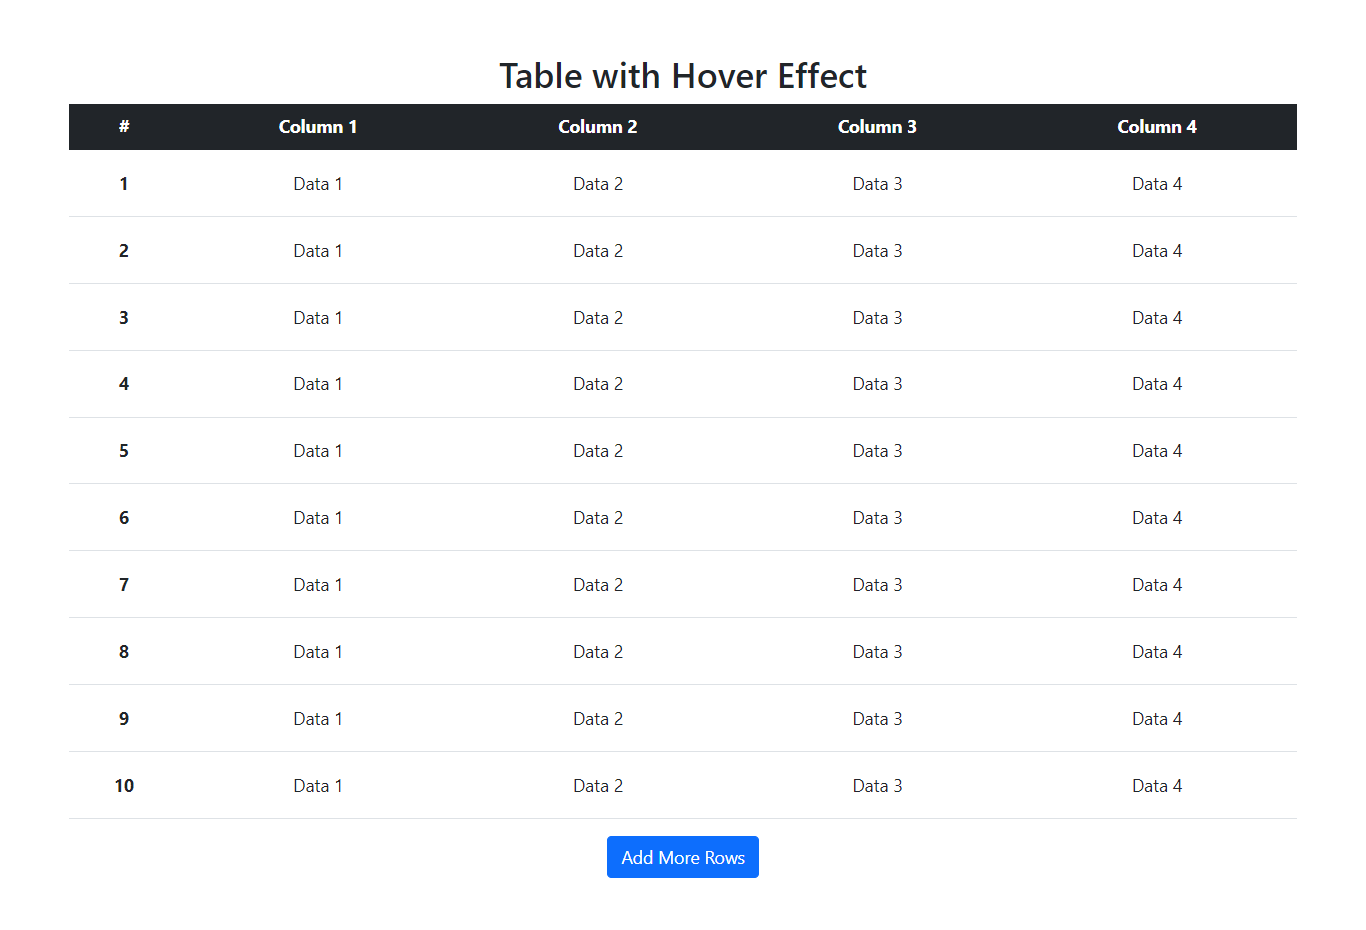 Table with Hover Effect
# Column 1 Column 2 Column 3 Column 4
1 Data 1 Data 2 Data 3 Data 4
2 Data 1 Data 2 Data 3 Data 4
3 Data 1 Data 2 Data 3 Data 4
4 Data 1 Data 2 Data 3 Data 4
5 Data 1 Data 2 Data 3 Data 4
6 Data 1 Data 2 Data 3 Data 4
7 Data 1 Data 2 Data 3 Data 4
8 Data 1 Data 2 Data 3 Data 4
9 Data 1 Data 2 Data 3 Data 4
10 Data 1 Data 2 Data 3 Data 4
Add More Rows